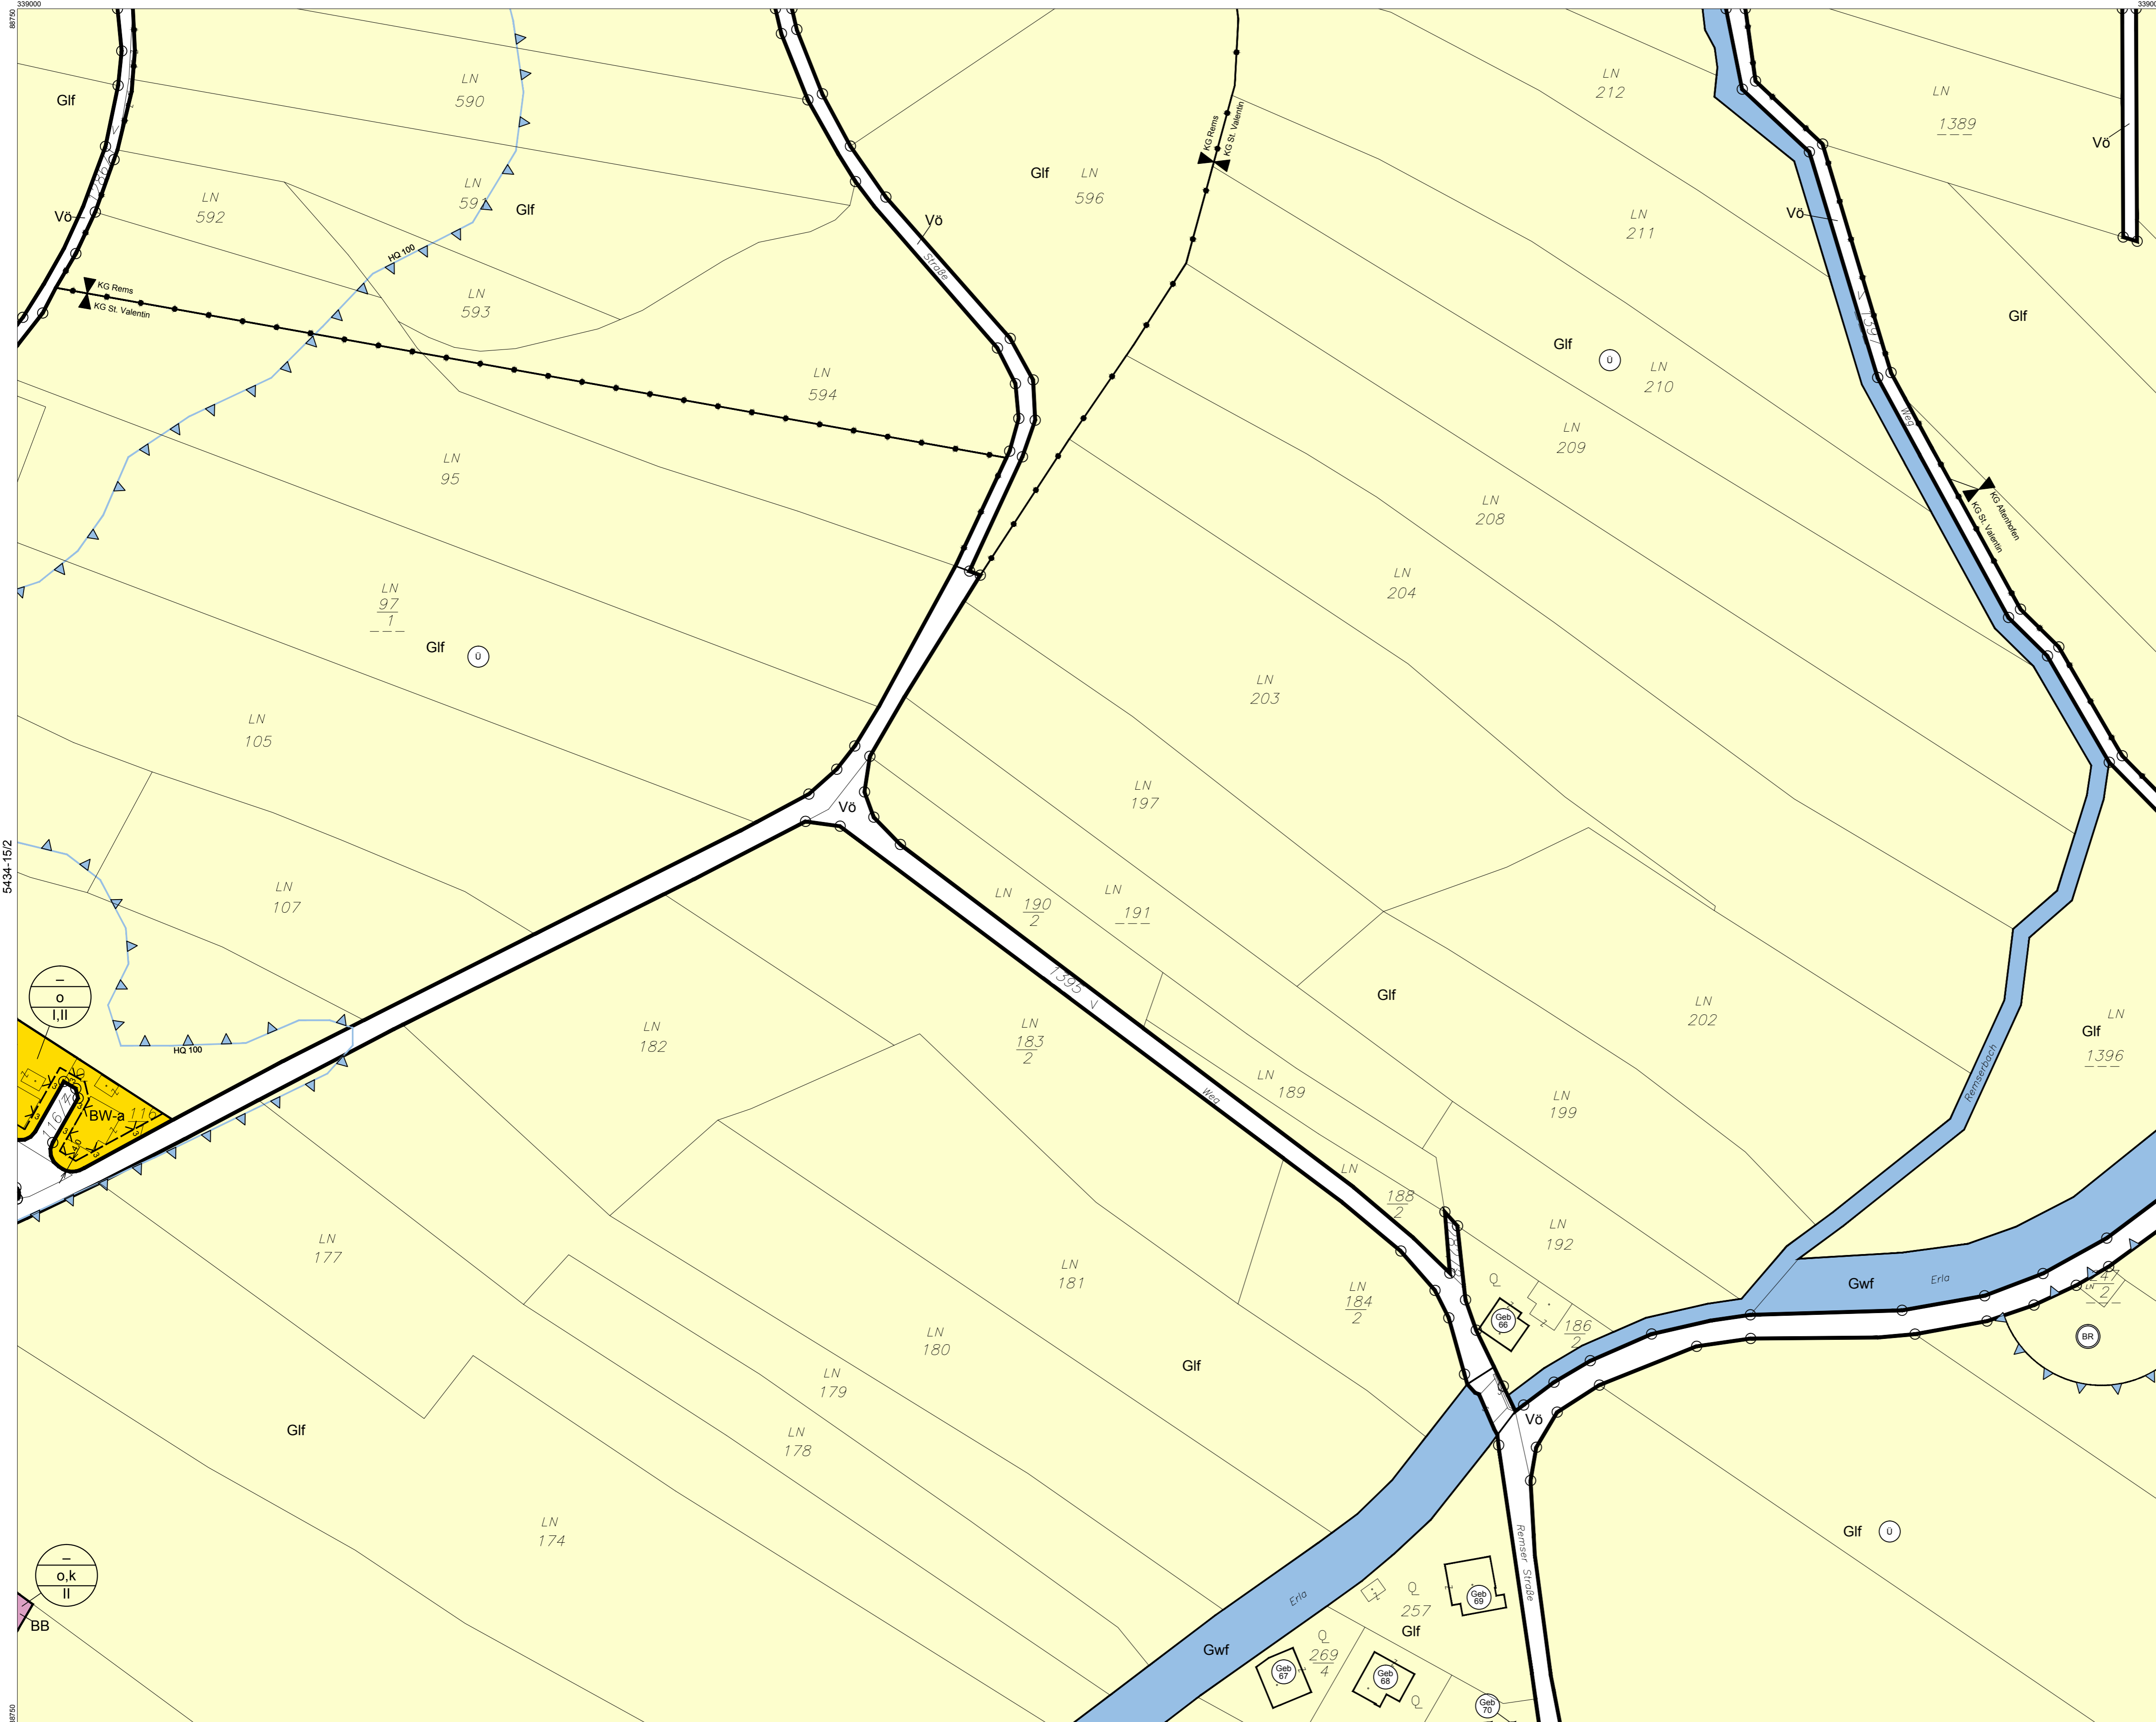 339000
3390
88750
LN
590
LN
212
LN
1389
Glf
Vö
KG Rems
KG St. Valentin
Glf
LN
596
LN
591
Glf
LN
592
Vö
Vö
Straße
Vö
LN
211
HQ 100
KG Rems
KG St. Valentin
LN
593
Glf
Glf
Ü
LN
594
LN
210
Weg
LN
209
LN
95
LN
208
KG Altenhofen
KG St. Valentin
LN
97
1
LN
204
Glf
Ü
LN
203
LN
105
LN
197
Vö
5434-15/2
LN
107
LN
190
2
LN
191
–
o
I,II
1395
V
Glf
LN
202
LN
1396
Glf
LN
182
LN
183
2
HQ 100
Remserbach
LN
189
Weg
LN
199
BW-a
116
LN
188
2
LN
192
LN
177
LN
181
Q
Gwf
Erla
LN
247
2
LN
184
2
Geb
66
186
2
BR
LN
180
Glf
LN
179
Vö
Glf
LN
178
LN
174
Glf
Ü
Remser Straße
–
o,k
II
BB
Erla
Q
257
Geb
69
Glf
Gwf
Q
269
4
Geb
67
Geb
68
Q
Geb
70